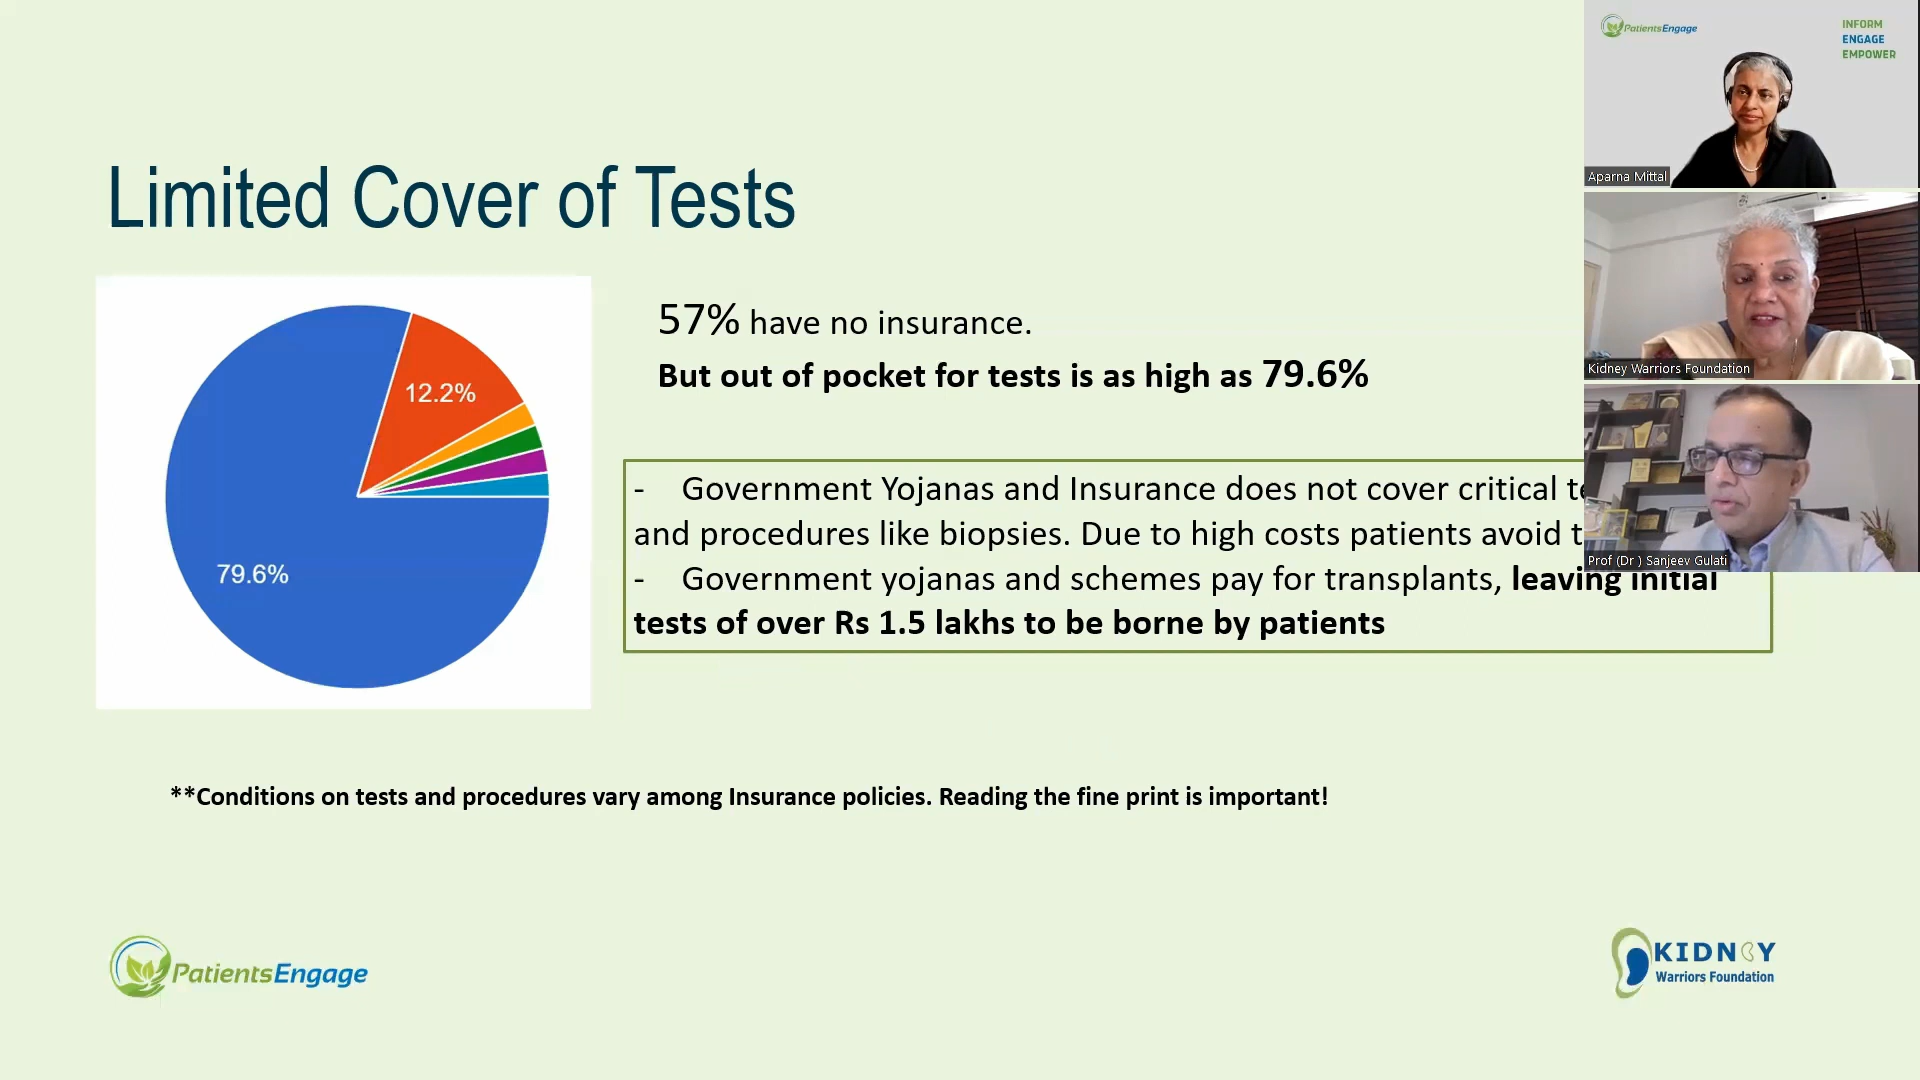 Limited Cover of Tests
12.2%
79.6%
57% have no insurance.
But out of pocket for tests is as high as 79.6%
- Government Yojanas and Insurance does not cover critical
and procedures like biopsies. Due to high costs patients avoid
- Government yojanas and schemes pay for transplants, leaving initial
tests of over Rs 1.5 lakhs to be borne by patients
**Conditions on tests and procedures vary among Insurance policies. Reading the fine print is important!
PatientsEngage
KIDNEY
Warriors Foundation
PatientsEngage
INFORM
ENGAGE
EMPOWER
Aparna Mittal
Kidney Warriors Foundation
Prof (Dr ) Sanjeev Gulati